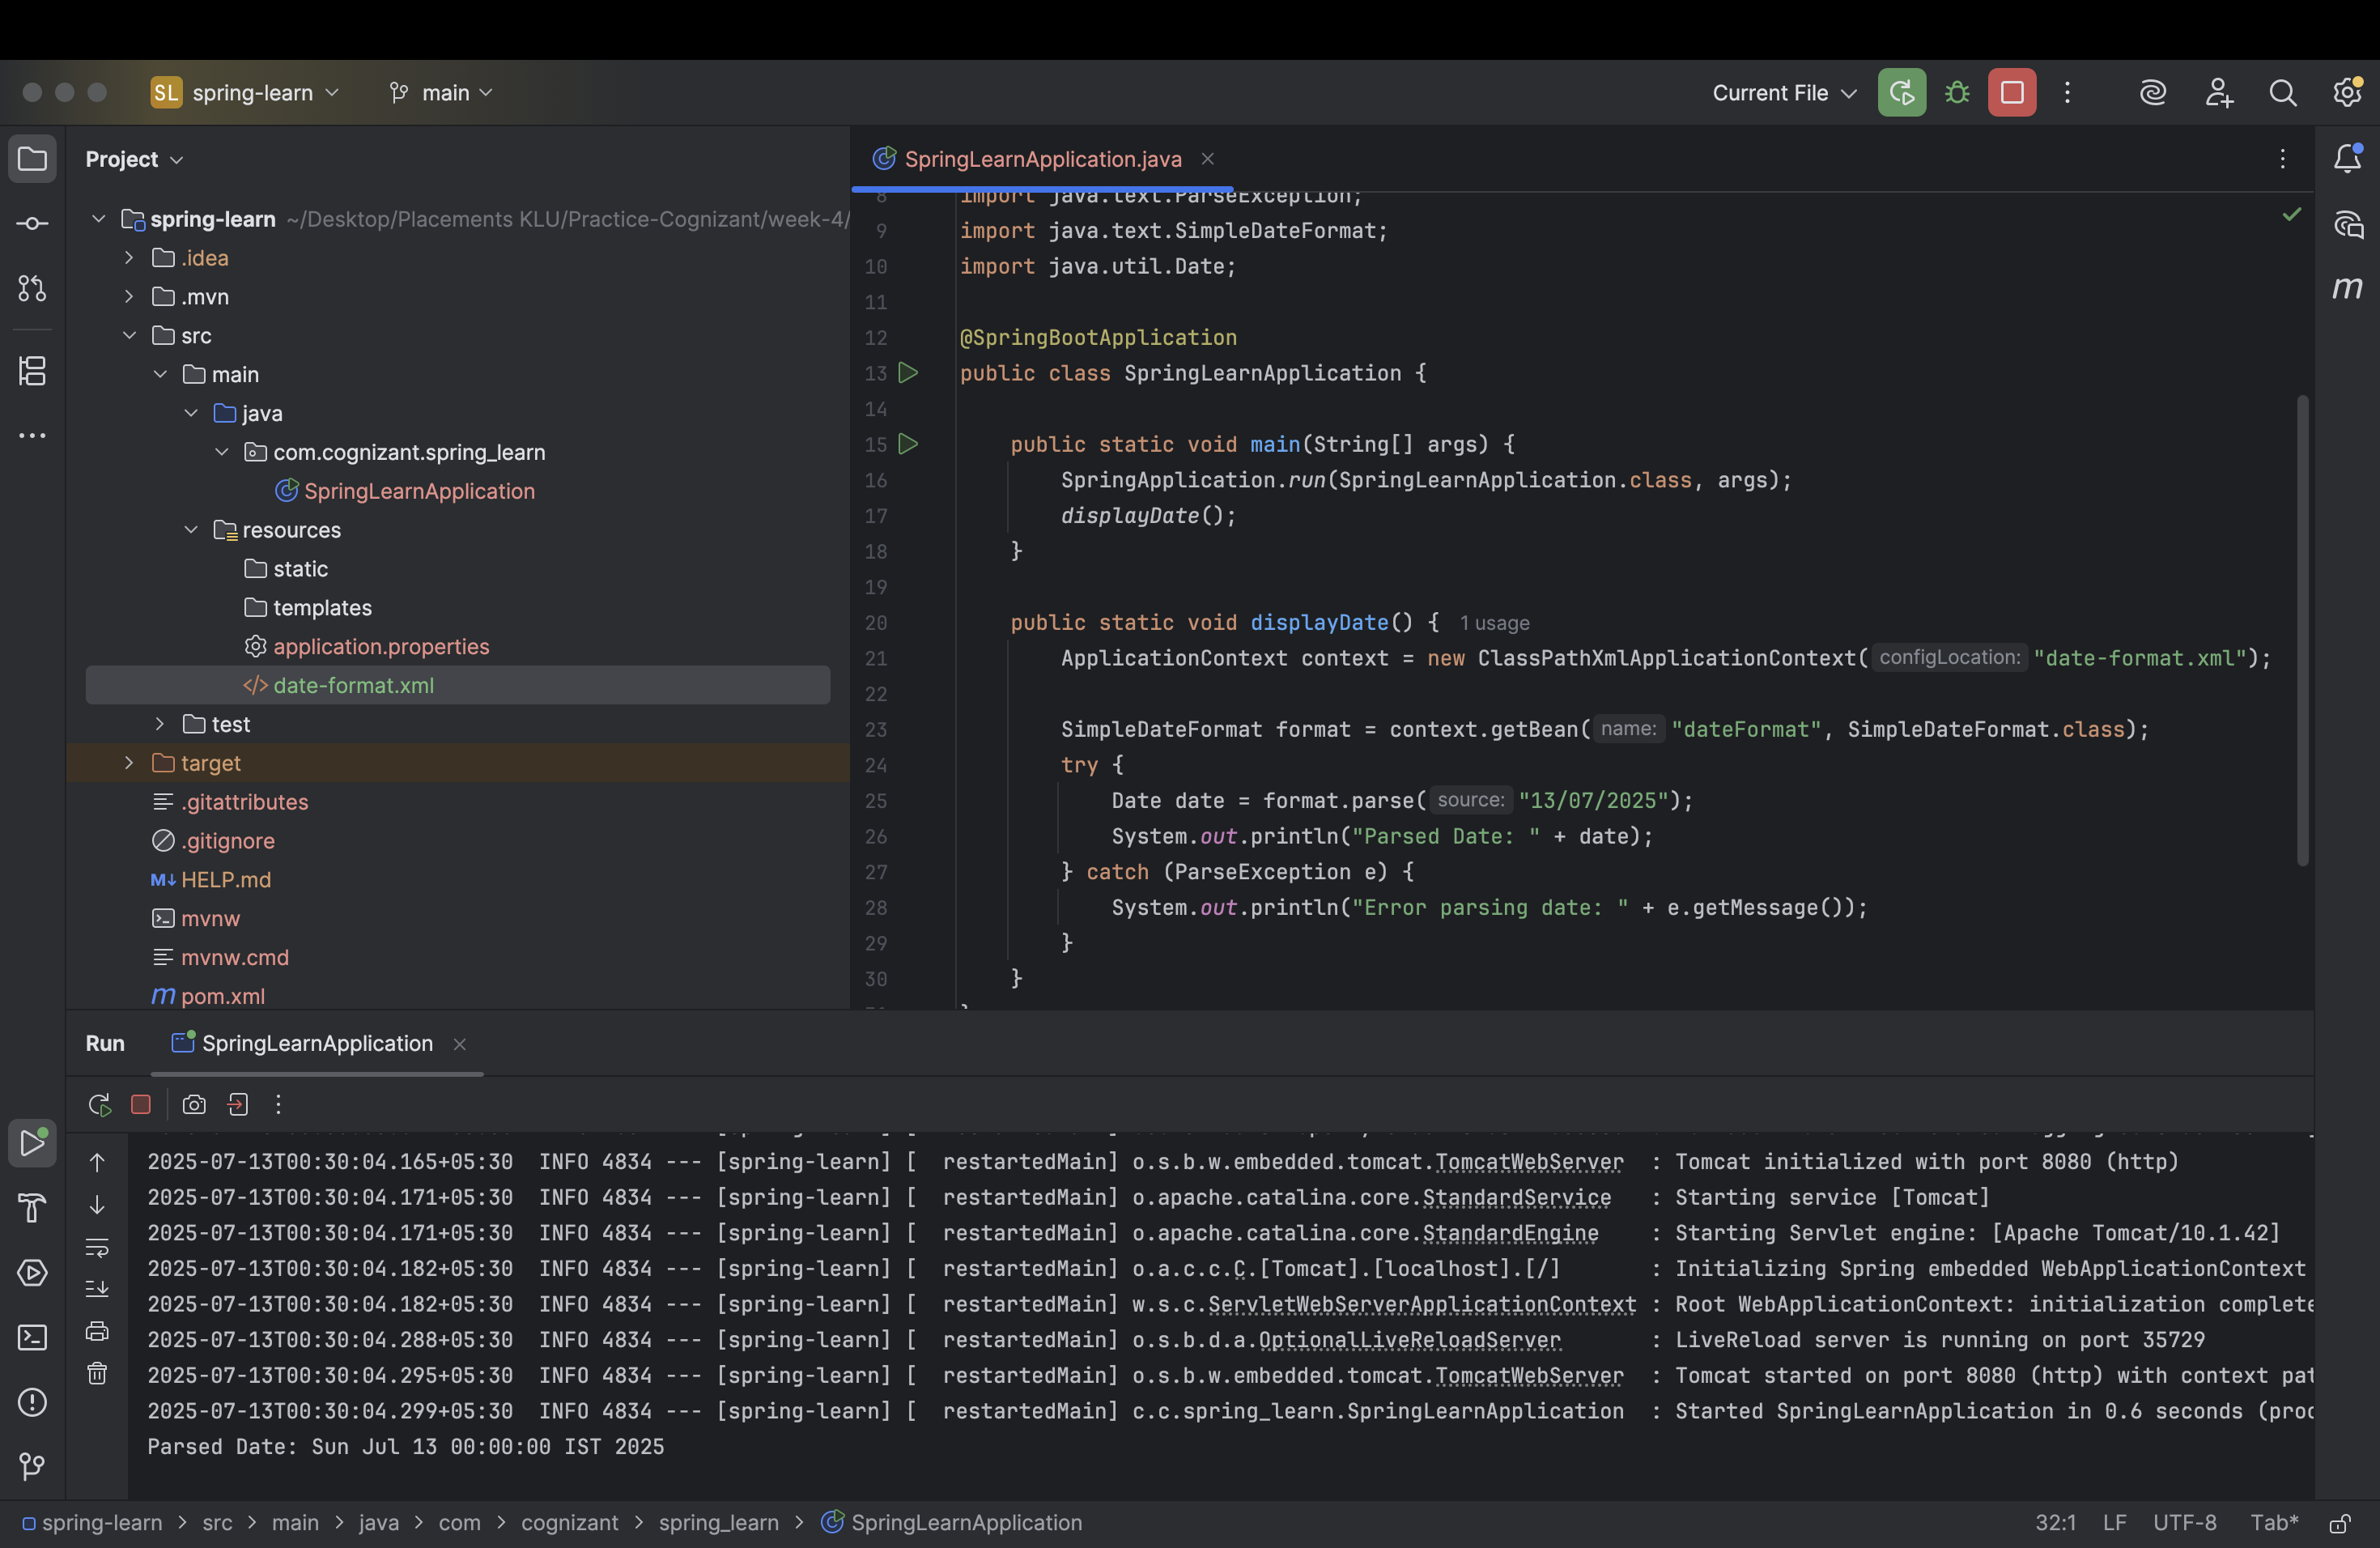 SL spring-learn main
Current File
Project
spring-learn ~/Desktop/Placements KLU/Practice-Cognizant/week-4/
.idea
.mvn
src
main
java
com.cognizant.spring_learn
SpringLearnApplication
resources
static
templates
application.properties
</> date-format.xml
test
target
.gitattributes
.gitignore
M↓ HELP.md
mvnw
mvnw.cmd
m pom.xml
SpringLearnApplication.java
8 import java.text.ParseException;
9 import java.text.SimpleDateFormat;
10 import java.util.Date;
11
12 @SpringBootApplication
13 public class SpringLearnApplication {
14
15 public static void main(String[] args) {
16 SpringApplication.run(SpringLearnApplication.class, args);
17 displayDate();
18 }
19
20 public static void displayDate() { 1 usage
21 ApplicationContext context = new ClassPathXmlApplicationContext( configLocation: "date-format.xml");
22
23 SimpleDateFormat format = context.getBean( name: "dateFormat", SimpleDateFormat.class);
24 try {
25 Date date = format.parse( source: "13/07/2025");
26 System.out.println("Parsed Date: " + date);
27 } catch (ParseException e) {
28 System.out.println("Error parsing date: " + e.getMessage());
29 }
30 }
m
Run SpringLearnApplication
2025-07-13T00:30:04.165+05:30 INFO 4834 --- [spring-learn] [ restartedMain] o.s.b.w.embedded.tomcat.TomcatWebServer : Tomcat initialized with port 8080 (http)
2025-07-13T00:30:04.171+05:30 INFO 4834 --- [spring-learn] [ restartedMain] o.apache.catalina.core.StandardService : Starting service [Tomcat]
2025-07-13T00:30:04.171+05:30 INFO 4834 --- [spring-learn] [ restartedMain] o.apache.catalina.core.StandardEngine : Starting Servlet engine: [Apache Tomcat/10.1.42]
2025-07-13T00:30:04.182+05:30 INFO 4834 --- [spring-learn] [ restartedMain] o.a.c.c.C.[Tomcat].[localhost].[/] : Initializing Spring embedded WebApplicationContext
2025-07-13T00:30:04.182+05:30 INFO 4834 --- [spring-learn] [ restartedMain] w.s.c.ServletWebServerApplicationContext : Root WebApplicationContext: initialization complete
2025-07-13T00:30:04.288+05:30 INFO 4834 --- [spring-learn] [ restartedMain] o.s.b.d.a.OptionalLiveReloadServer : LiveReload server is running on port 35729
2025-07-13T00:30:04.295+05:30 INFO 4834 --- [spring-learn] [ restartedMain] o.s.b.w.embedded.tomcat.TomcatWebServer : Tomcat started on port 8080 (http) with context pat
2025-07-13T00:30:04.299+05:30 INFO 4834 --- [spring-learn] [ restartedMain] c.c.spring_learn.SpringLearnApplication : Started SpringLearnApplication in 0.6 seconds (proc
Parsed Date: Sun Jul 13 00:00:00 IST 2025
spring-learn > src > main > java > com > cognizant > spring_learn > SpringLearnApplication 32:1 LF UTF-8 Tab*